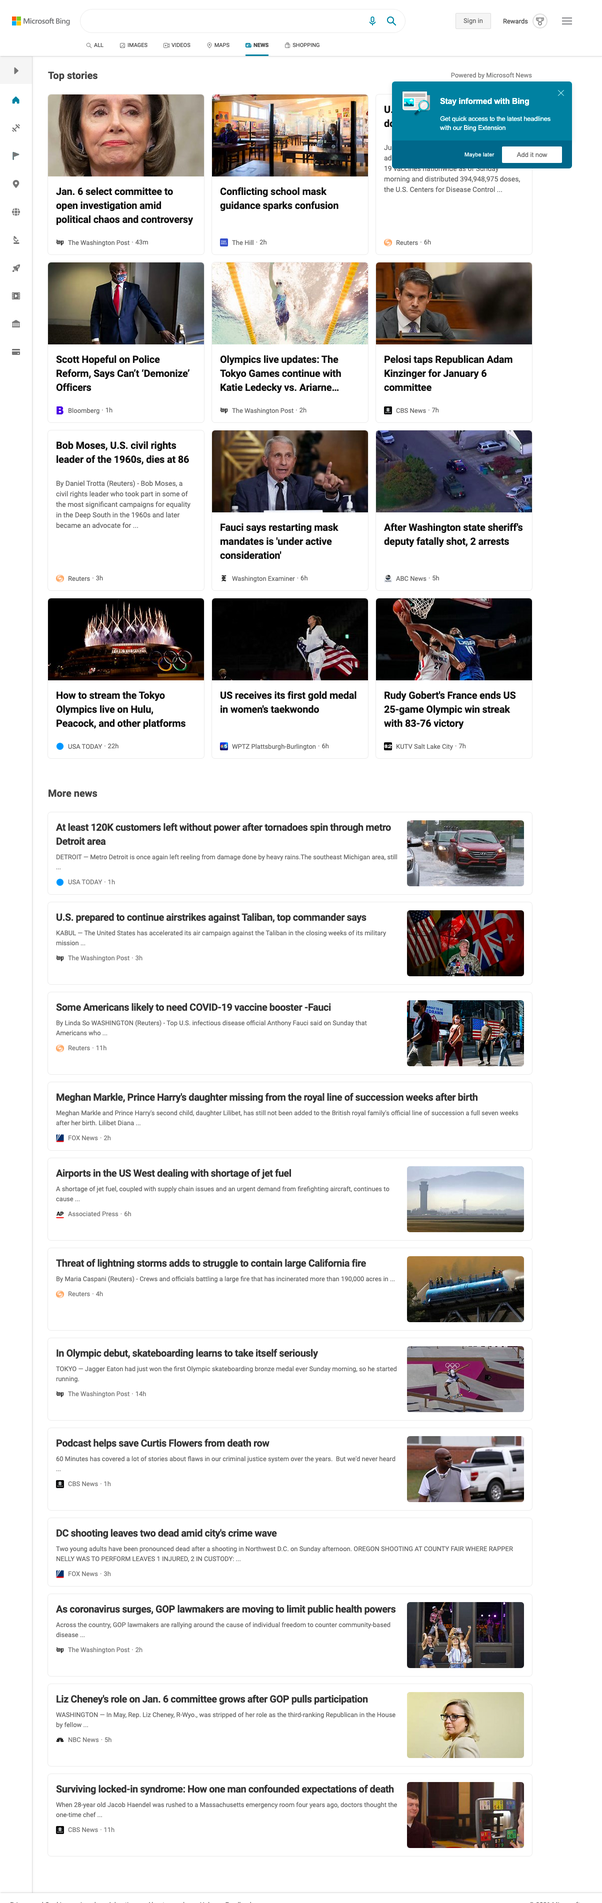 Microsoft Bing
Sign in
Rewards
ALL
IMAGES
VIDEOS
MAPS
NEWS
SHOPPING
Top stories
Powered by Microsoft News
Stay informed with Bing
Get quick access to the latest headlines
with our Bing Extension
Maybe later
Add it now
Jan. 6 select committee to
open investigation amid
political chaos and controversy
wp The Washington Post · 43m
Conflicting school mask
guidance sparks confusion
The Hill · 2h
19 vaccines nationwide as of Sunday
morning and distributed 394,948,975 doses,
the U.S. Centers for Disease Control ...
Reuters · 6h
Scott Hopeful on Police
Reform, Says Can't ‘Demonize’
Officers
B Bloomberg · 1h
Olympics live updates: The
Tokyo Games continue with
Katie Ledecky vs. Ariarne...
wp The Washington Post · 2h
Pelosi taps Republican Adam
Kinzinger for January 6
committee
CBS News · 7h
Bob Moses, U.S. civil rights
leader of the 1960s, dies at 86
By Daniel Trotta (Reuters) - Bob Moses, a
civil rights leader who took part in some of
the most significant campaigns for equality
in the Deep South in the 1960s and later
became an advocate for ...
Reuters · 3h
Fauci says restarting mask
mandates is 'under active
consideration'
Washington Examiner · 6h
After Washington state sheriff's
deputy fatally shot, 2 arrests
ABC News · 5h
How to stream the Tokyo
Olympics live on Hulu,
Peacock, and other platforms
USA TODAY · 22h
US receives its first gold medal
in women's taekwondo
WPTZ Plattsburgh-Burlington · 6h
Rudy Gobert's France ends US
25-game Olympic win streak
with 83-76 victory
KUTV Salt Lake City · 7h
More news
At least 120K customers left without power after tornadoes spin through metro
Detroit area
DETROIT — Metro Detroit is once again left reeling from damage done by heavy rains.The southeast Michigan area, still
...
USA TODAY · 1h
U.S. prepared to continue airstrikes against Taliban, top commander says
KABUL — The United States has accelerated its air campaign against the Taliban in the closing weeks of its military
mission ...
wp The Washington Post · 3h
Some Americans likely to need COVID-19 vaccine booster -Fauci
By Linda So WASHINGTON (Reuters) - Top U.S. infectious disease official Anthony Fauci said on Sunday that
Americans who ...
Reuters · 11h
Meghan Markle, Prince Harry's daughter missing from the royal line of succession weeks after birth
Meghan Markle and Prince Harry's second child, daughter Lilibet, has still not been added to the British royal family's official line of succession a full seven weeks
after her birth. Lilibet Diana ...
FOX News · 2h
Airports in the US West dealing with shortage of jet fuel
A shortage of jet fuel, coupled with supply chain issues and an urgent demand from firefighting aircraft, continues to
cause ...
AP Associated Press · 6h
Threat of lightning storms adds to struggle to contain large California fire
By Maria Caspani (Reuters) - Crews and officials battling a large fire that has incinerated more than 190,000 acres in ...
Reuters · 4h
In Olympic debut, skateboarding learns to take itself seriously
TOKYO — Jagger Eaton had just won the first Olympic skateboarding bronze medal ever Sunday morning, so he started
running.
wp The Washington Post · 14h
Podcast helps save Curtis Flowers from death row
60 Minutes has covered a lot of stories about flaws in our criminal justice system over the years. But we'd never heard
...
CBS News · 1h
DC shooting leaves two dead amid city's crime wave
Two young adults have been pronounced dead after a shooting in Northwest D.C. on Sunday afternoon. OREGON SHOOTING AT COUNTY FAIR WHERE RAPPER
NELLY WAS TO PERFORM LEAVES 1 INJURED, 2 IN CUSTODY: ...
FOX News · 3h
As coronavirus surges, GOP lawmakers are moving to limit public health powers
Across the country, GOP lawmakers are rallying around the cause of individual freedom to counter community-based
disease ...
wp The Washington Post · 2h
Liz Cheney's role on Jan. 6 committee grows after GOP pulls participation
WASHINGTON — In May, Rep. Liz Cheney, R-Wyo., was stripped of her role as the third-ranking Republican in the House
by fellow ...
NBC News · 5h
Surviving locked-in syndrome: How one man confounded expectations of death
When 28-year old Jacob Haendel was rushed to a Massachusetts emergency room four years ago, doctors thought the
one-time chef ...
CBS News · 11h